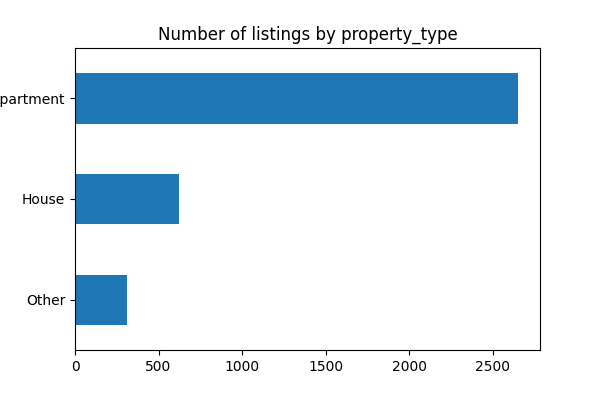 Number of listings by property_type
partment
House
Other
0 500 1000 1500 2000 2500